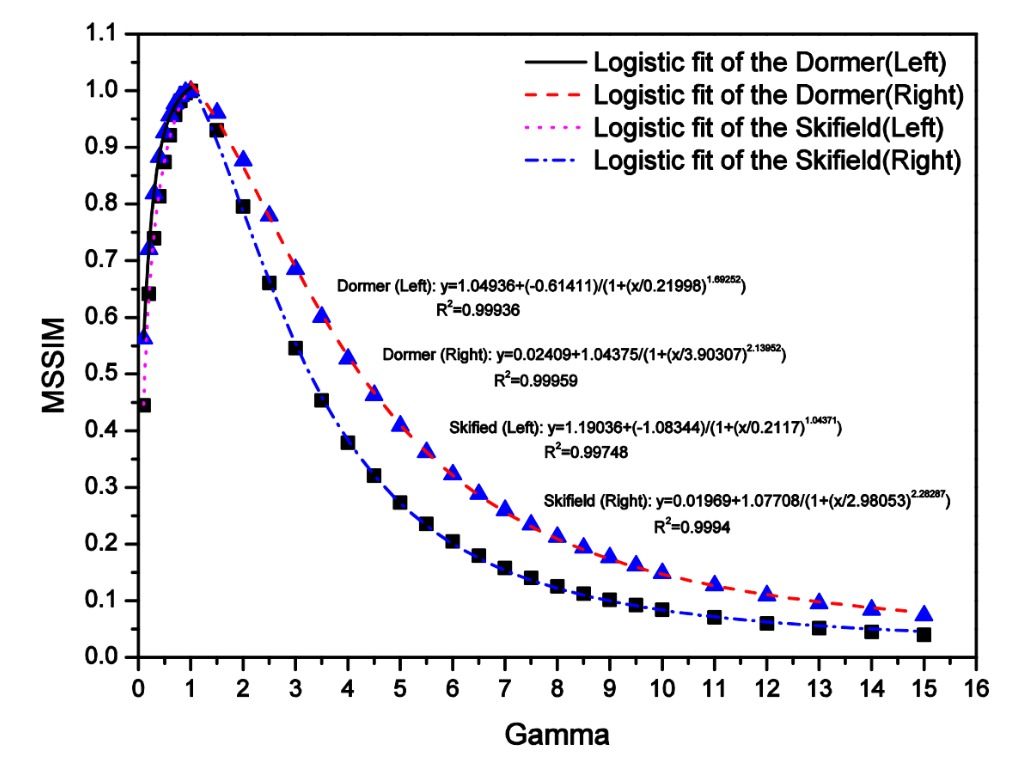 1.1
1.0
0.9
0.8
0.7
0.6
0.5
0.4
0.3
0.2
0.1
0.0
MSSIM
Logistic fit of the Dormer(Left)
Logistic fit of the Dormer(Right)
Logistic fit of the Skifield(Left)
Logistic fit of the Skifield(Right)
Dormer (Left): y=1.04936+(-0.61411)/(1+(x/0.21998)^1.69252)
R²=0.99936
Dormer (Right): y=0.02409+1.04375/(1+(x/3.90307)^2.13952)
R²=0.99959
Skified (Left): y=1.19036+(-1.08344)/(1+(x/0.2117)^1.04371)
R²=0.99748
Skifield (Right): y=0.01969+1.07708/(1+(x/2.98053)^2.28287)
R²=0.9994
0 1 2 3 4 5 6 7 8 9 10 11 12 13 14 15 16
Gamma